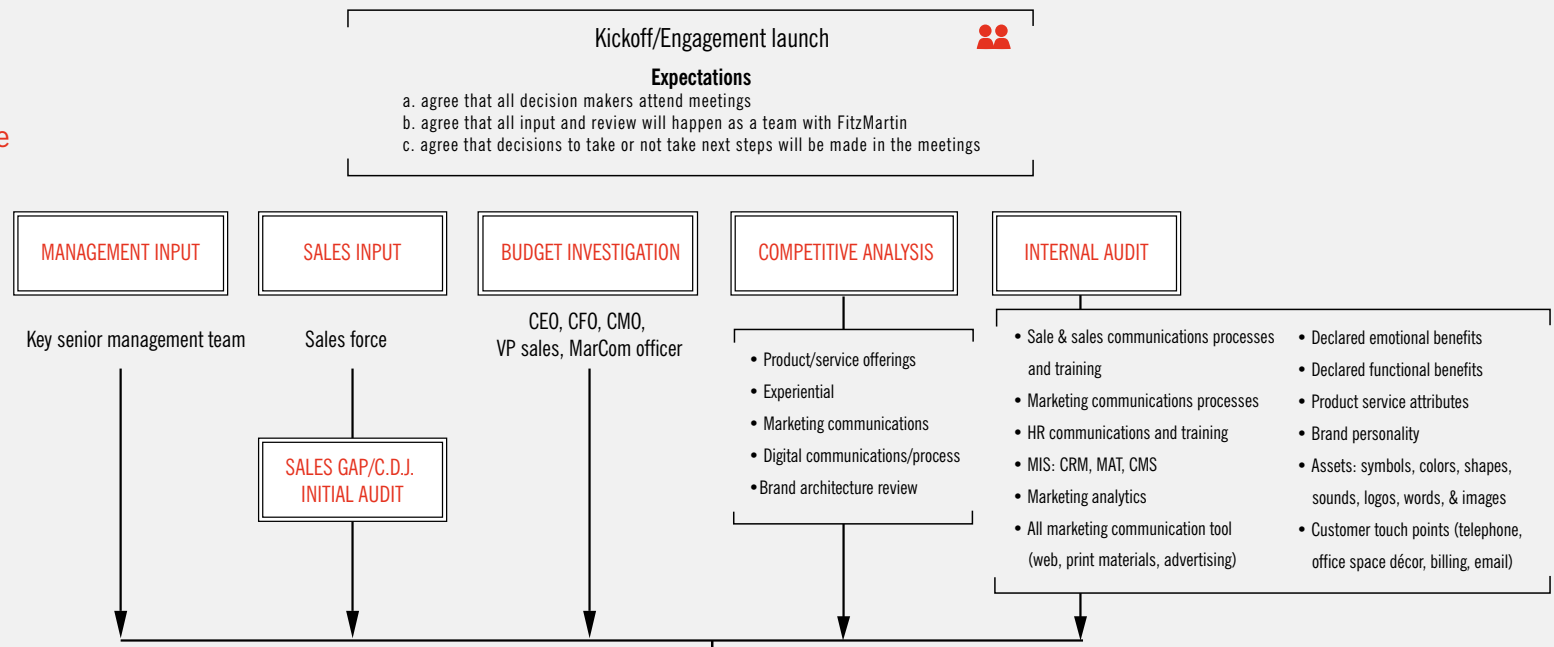 Kickoff/Engagement launch
Expectations
a. agree that all decision makers attend meetings
b. agree that all input and review will happen as a team with FitzMartin
c. agree that decisions to take or not take next steps will be made in the meetings
e
MANAGEMENT INPUT
Key senior management team
SALES INPUT
Sales force
SALES GAP/C.D.J.
INITIAL AUDIT
BUDGET INVESTIGATION
CEO, CFO, CMO,
VP sales, MarCom officer
COMPETITIVE ANALYSIS
• Product/service offerings
• Experiential
• Marketing communications
• Digital communications/process
•Brand architecture review
INTERNAL AUDIT
• Sale & sales communications processes
and training
• Marketing communications processes
• HR communications and training
• MIS: CRM, MAT, CMS
• Marketing analytics
• All marketing communication tool
(web, print materials, advertising)
• Declared emotional benefits
• Declared functional benefits
• Product service attributes
• Brand personality
• Assets: symbols, colors, shapes,
sounds, logos, words, & images
• Customer touch points (telephone,
office space décor, billing, email)